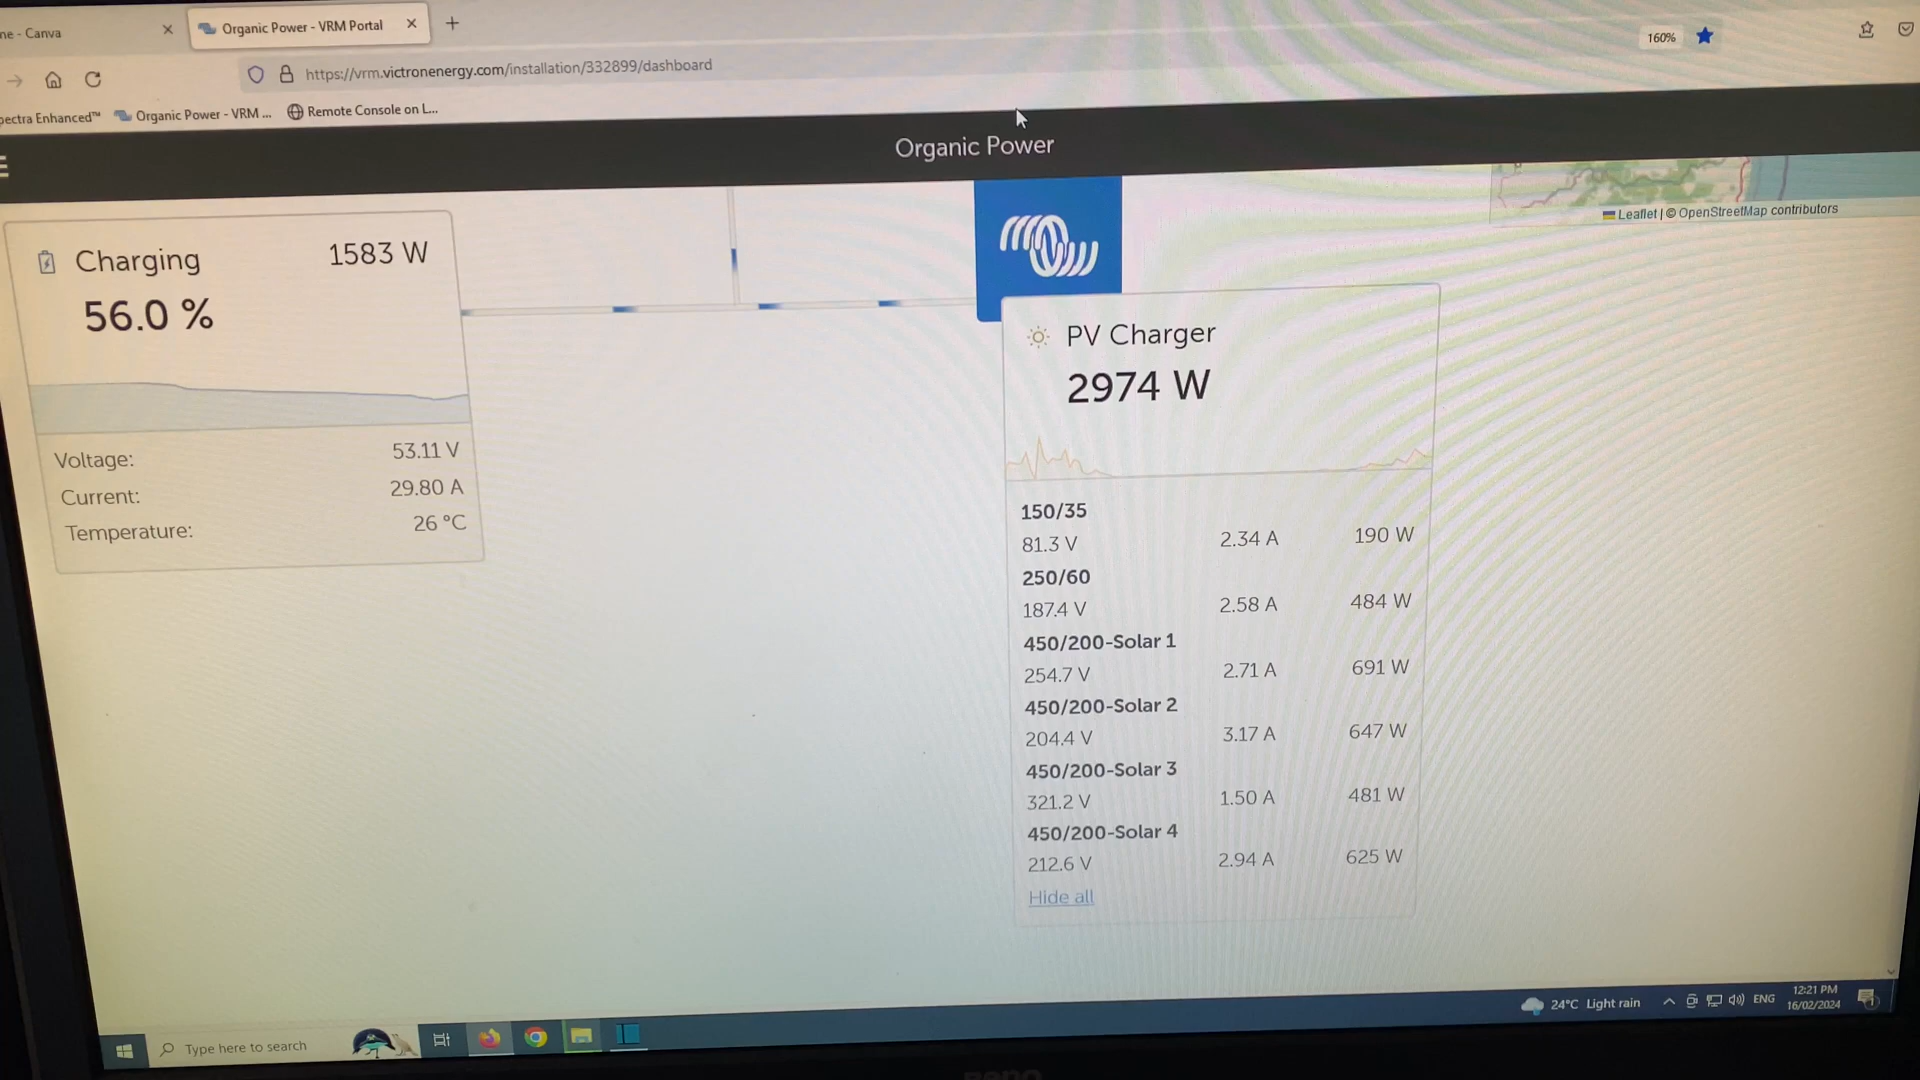 ne - Canva
Organic Power - VRM Portal
160%
https://vrm.victronenergy.com/installation/332899/dashboard
pectra Enhanced™
Organic Power - VRM ...
Remote Console on L...
Organic Power
Leaflet | © OpenStreetMap contributors
Charging
1583 W
56.0 %
Voltage:
53.11 V
Current:
29.80 A
Temperature:
26 °C
PV Charger
2974 W
150/35
81.3 V
2.34 A
190 W
250/60
187.4 V
2.58 A
484 W
450/200-Solar 1
254.7 V
2.71 A
691 W
450/200-Solar 2
204.4 V
3.17 A
647 W
450/200-Solar 3
321.2 V
1.50 A
481 W
450/200-Solar 4
212.6 V
2.94 A
625 W
Hide all
Type here to search
24°C Light rain
ENG
12:21 PM
16/02/2024
1